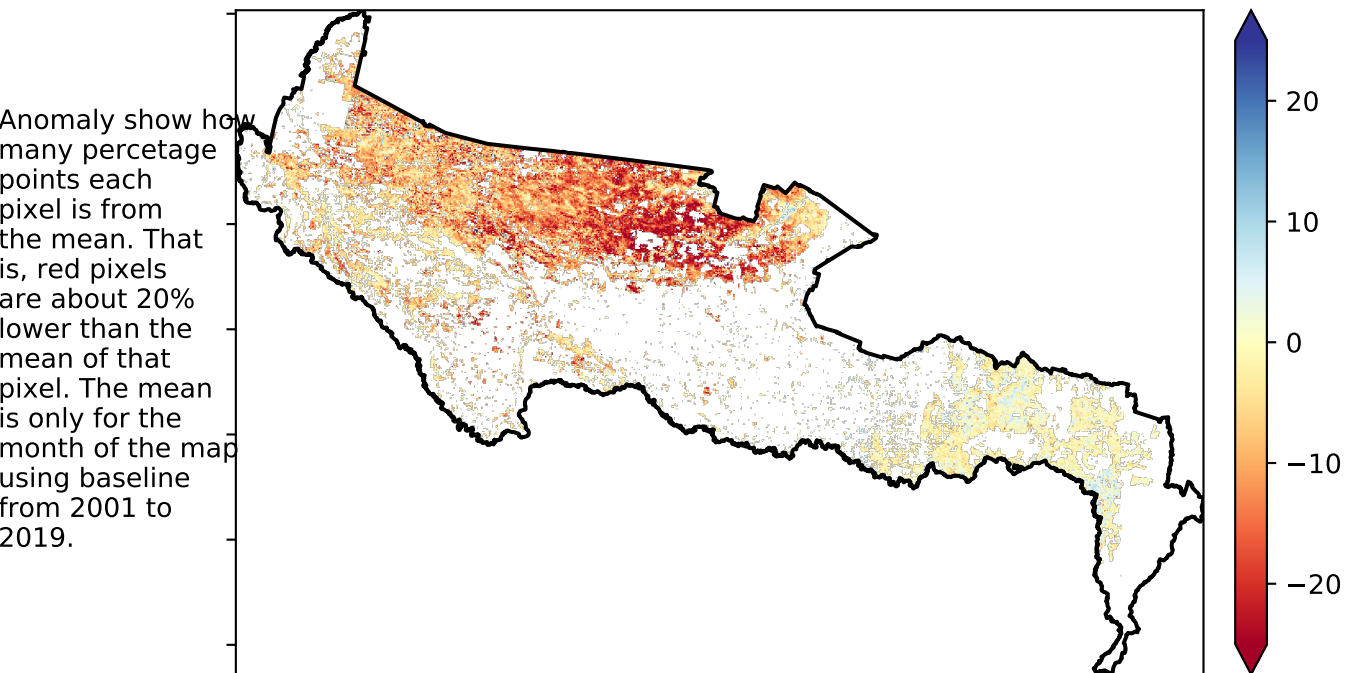 Anomaly show how
many percetage
points each
pixel is from
the mean. That
is, red pixels
are about 20%
lower than the
mean of that
pixel. The mean
is only for the
month of the map
using baseline
from 2001 to
2019.
20
10
0
−10
−20